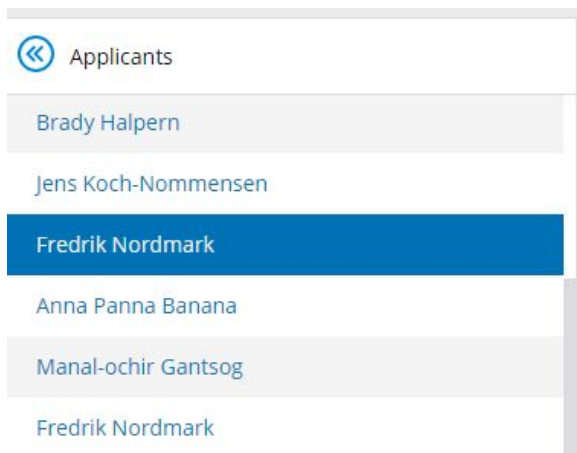 Applicants
Brady Halpern
Jens Koch-Nommensen
Fredrik Nordmark
Anna Panna Banana
Manal-ochir Gantsog
Fredrik Nordmark